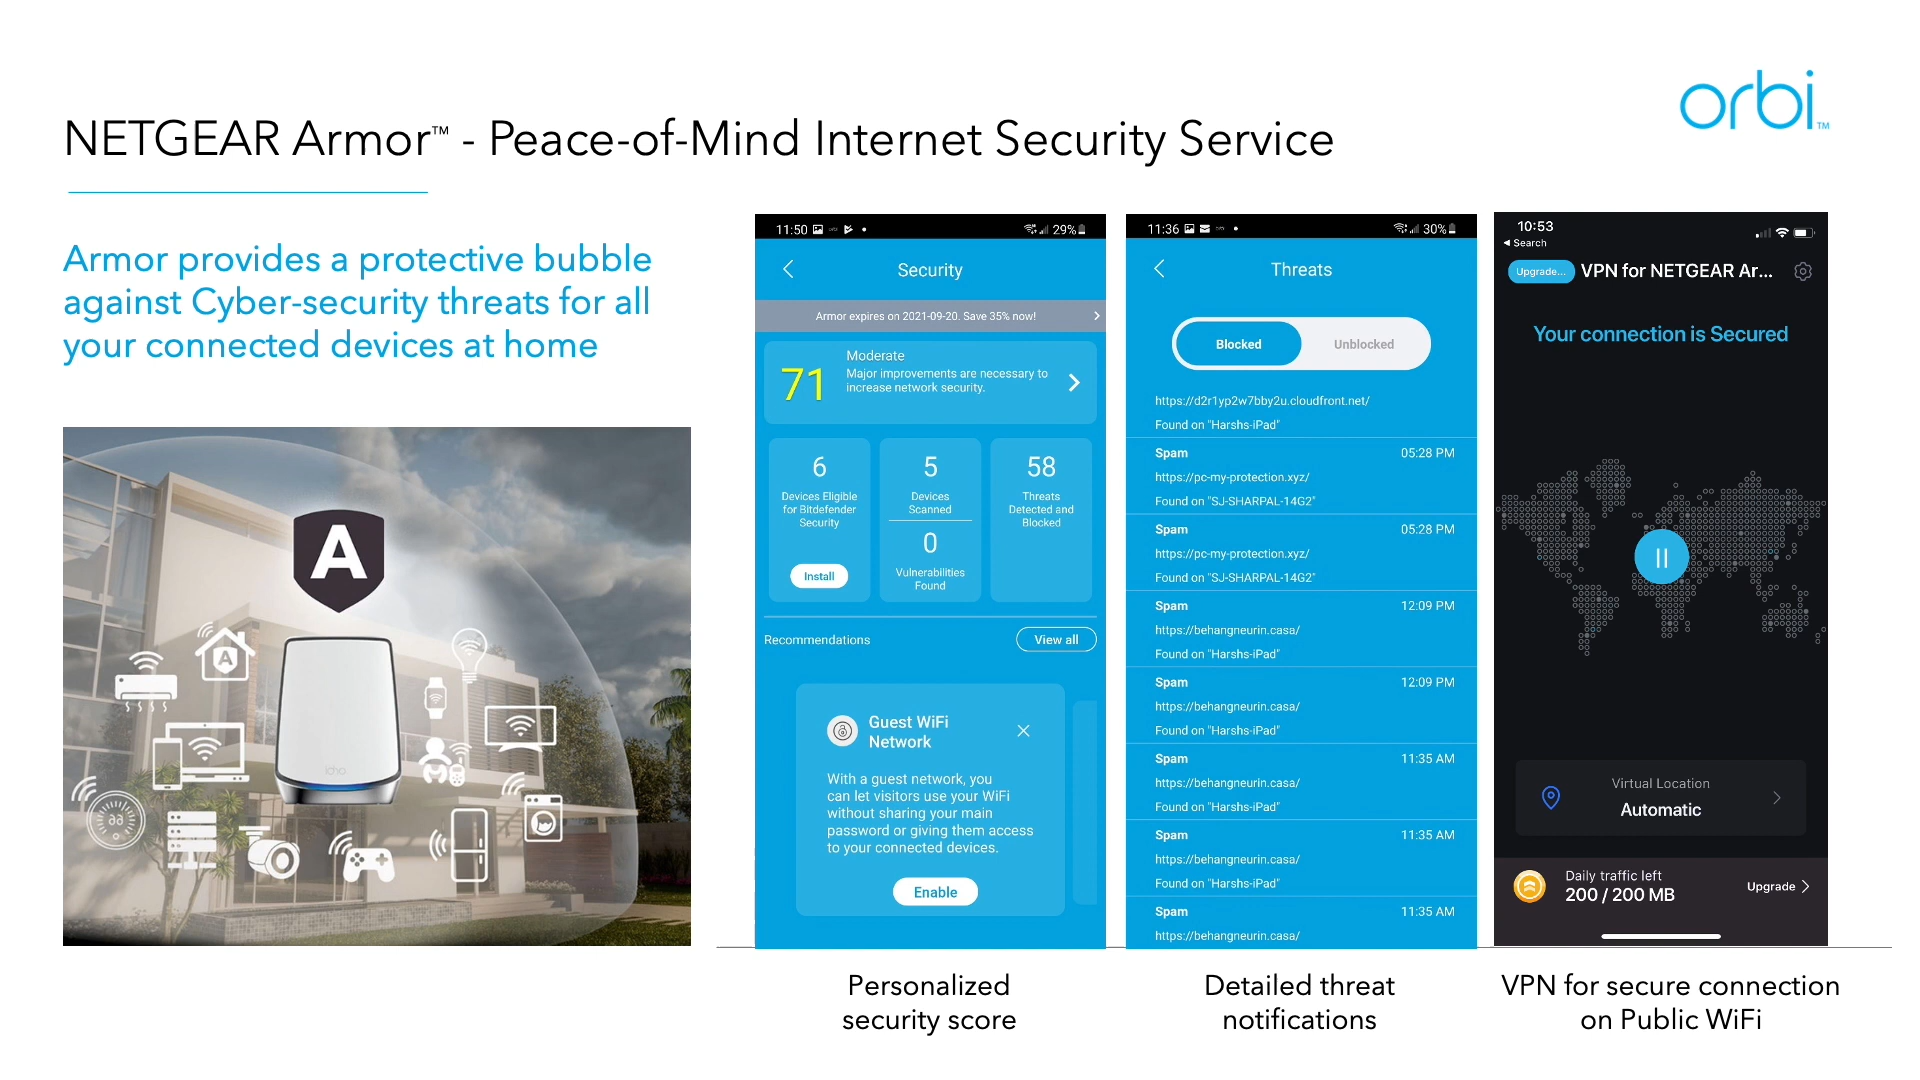 orbi™
NETGEAR Armor™ - Peace-of-Mind Internet Security Service
Armor provides a protective bubble
against Cyber-security threats for all
your connected devices at home
A
A
orbi
11:50
29%
Security
Armor expires on 2021-09-20. Save 35% now!
71
Moderate
Major improvements are necessary to
increase network security.
6
Devices Eligible
for Bitdefender
Security
Install
5
Devices
Scanned
0
Vulnerabilities
Found
58
Threats
Detected and
Blocked
Recommendations
View all
Guest WiFi
Network
With a guest network, you
can let visitors use your WiFi
without sharing your main
password or giving them access
to your connected devices.
Enable
Personalized
security score
11:36
30%
Threats
Blocked
Unblocked
https://d2r1yp2w7bby2u.cloudfront.net/
Found on "Harshs-iPad"
Spam 05:28 PM
https://pc-my-protection.xyz/
Found on "SJ-SHARPAL-14G2"
Spam 05:28 PM
https://pc-my-protection.xyz/
Found on "SJ-SHARPAL-14G2"
Spam 12:09 PM
https://behangneurin.casa/
Found on "Harshs-iPad"
Spam 12:09 PM
https://behangneurin.casa/
Found on "Harshs-iPad"
Spam 11:35 AM
https://behangneurin.casa/
Found on "Harshs-iPad"
Spam 11:35 AM
https://behangneurin.casa/
Found on "Harshs-iPad"
Spam 11:35 AM
https://behangneurin.casa/
Detailed threat
notifications
10:53
Search
Upgrade...
VPN for NETGEAR Ar...
Your connection is Secured
Virtual Location
Automatic
Daily traffic left
200 / 200 MB
Upgrade
VPN for secure connection
on Public WiFi